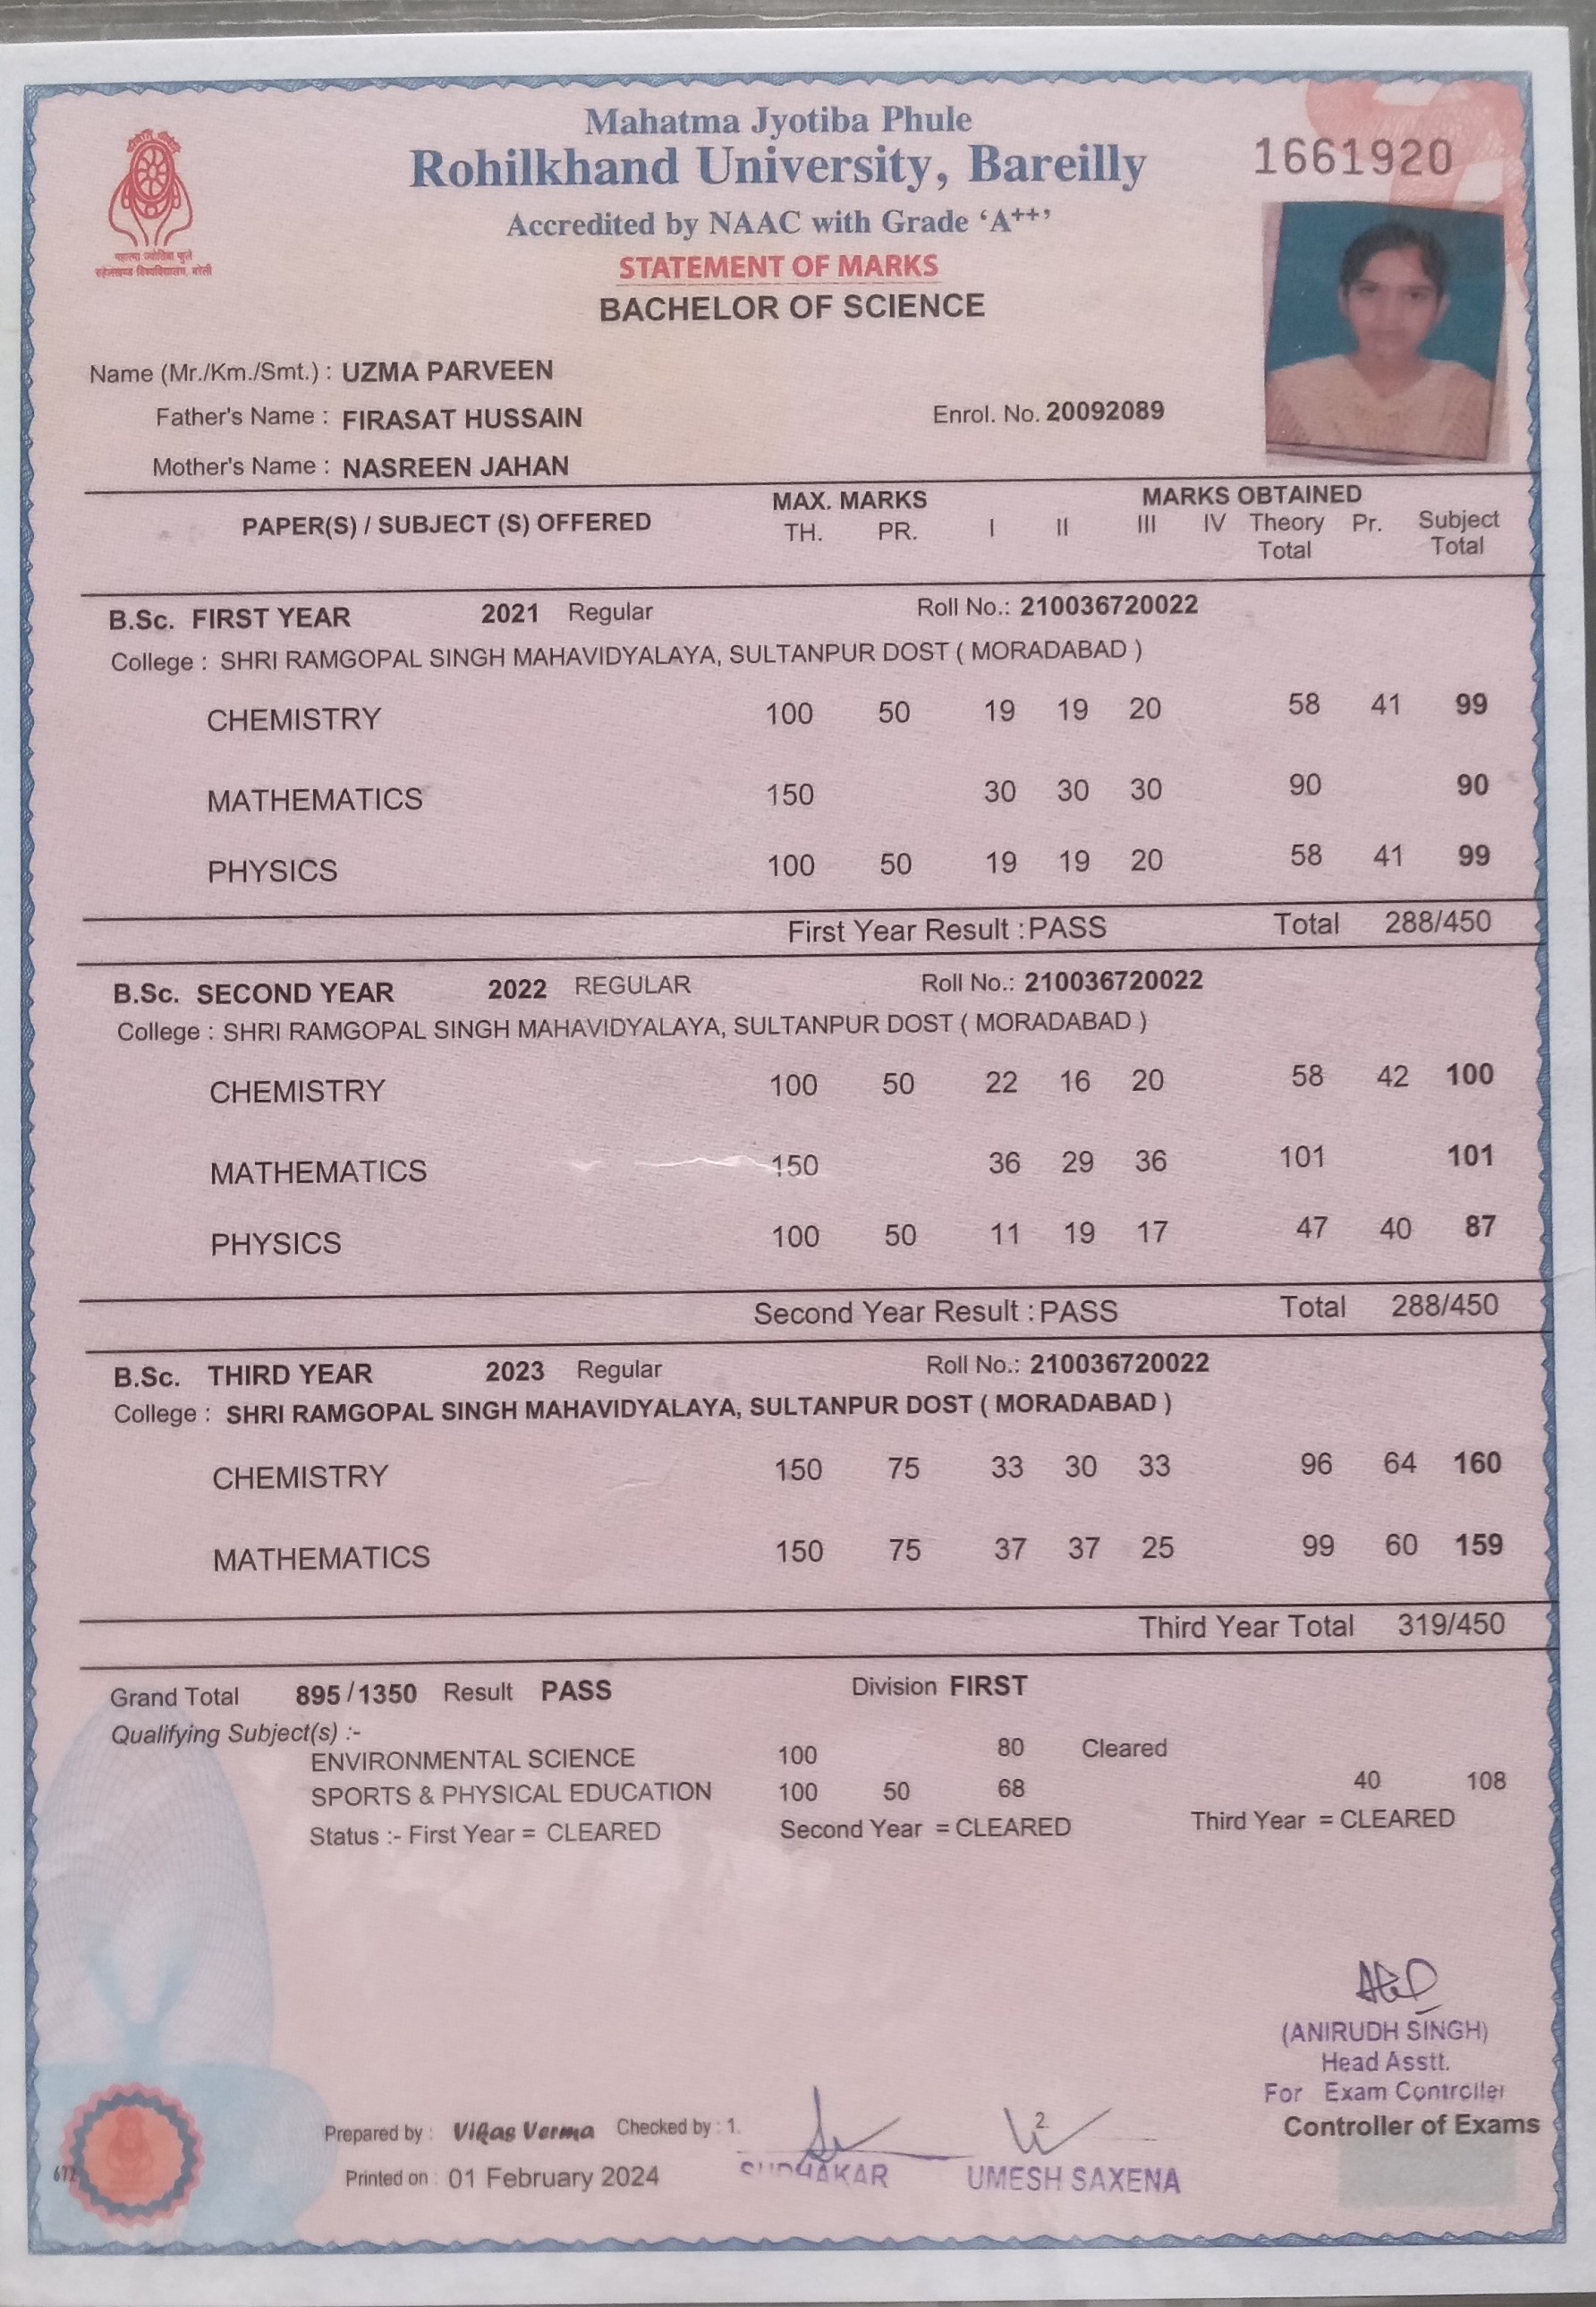 Mahatma Jyotiba Phule
Rohilkhand University, Bareilly
1661920
Accredited by NAAC with Grade ‘A++’
महात्मा ज्योतिबा फुले
रुहेलखण्ड विश्वविद्यालय, बरेली
STATEMENT OF MARKS
BACHELOR OF SCIENCE
Name (Mr./Km./Smt.) : UZMA PARVEEN
Father's Name : FIRASAT HUSSAIN Enrol. No. 20092089
Mother's Name : NASREEN JAHAN
MAX. MARKS MARKS OBTAINED
PAPER(S) / SUBJECT (S) OFFERED TH. PR. I II III IV Theory Total Pr. Subject Total
B.Sc. FIRST YEAR 2021 Regular Roll No.: 210036720022
College : SHRI RAMGOPAL SINGH MAHAVIDYALAYA, SULTANPUR DOST ( MORADABAD )
CHEMISTRY 100 50 19 19 20 58 41 99
MATHEMATICS 150 30 30 30 90 90
PHYSICS 100 50 19 19 20 58 41 99
First Year Result : PASS Total 288/450
B.Sc. SECOND YEAR 2022 REGULAR Roll No.: 210036720022
College : SHRI RAMGOPAL SINGH MAHAVIDYALAYA, SULTANPUR DOST ( MORADABAD )
CHEMISTRY 100 50 22 16 20 58 42 100
MATHEMATICS 150 36 29 36 101 101
PHYSICS 100 50 11 19 17 47 40 87
Second Year Result : PASS Total 288/450
B.Sc. THIRD YEAR 2023 Regular Roll No.: 210036720022
College : SHRI RAMGOPAL SINGH MAHAVIDYALAYA, SULTANPUR DOST ( MORADABAD )
CHEMISTRY 150 75 33 30 33 96 64 160
MATHEMATICS 150 75 37 37 25 99 60 159
Third Year Total 319/450
Grand Total 895/1350 Result PASS Division FIRST
Qualifying Subject(s) :-
ENVIRONMENTAL SCIENCE 100 80 Cleared
SPORTS & PHYSICAL EDUCATION 100 50 68 40 108
Status :- First Year = CLEARED Second Year = CLEARED Third Year = CLEARED
(ANIRUDH SINGH)
Head Asstt.
For Exam Controller
Controller of Exams
Prepared by : Vikas Verma Checked by : 1. 2.
SUDHAKAR UMESH SAXENA
Printed on : 01 February 2024